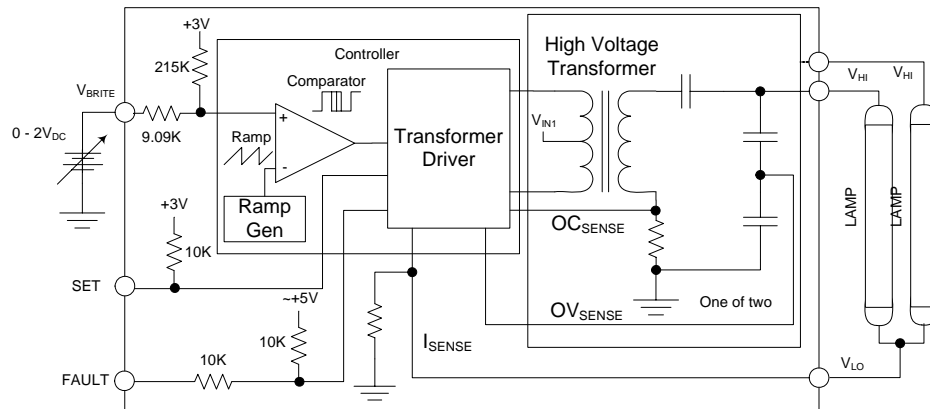 +3V
Controller
High Voltage
Transformer
215K
Comparator
V_BRITE
V_HI
V_HI
0 - 2V_DC
9.09K
+
Ramp
-
Transformer
Driver
V_IN1
Ramp
Gen
LAMP
LAMP
+3V
10K
OC_SENSE
SET
~+5V
One of two
OV_SENSE
10K
I_SENSE
10K
FAULT
V_LO